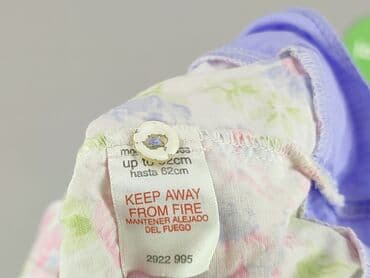 up to 62cm
hasta 62cm
KEEP AWAY
FROM FIRE
MANTENER ALEJADO
DEL FUEGO
2922 995